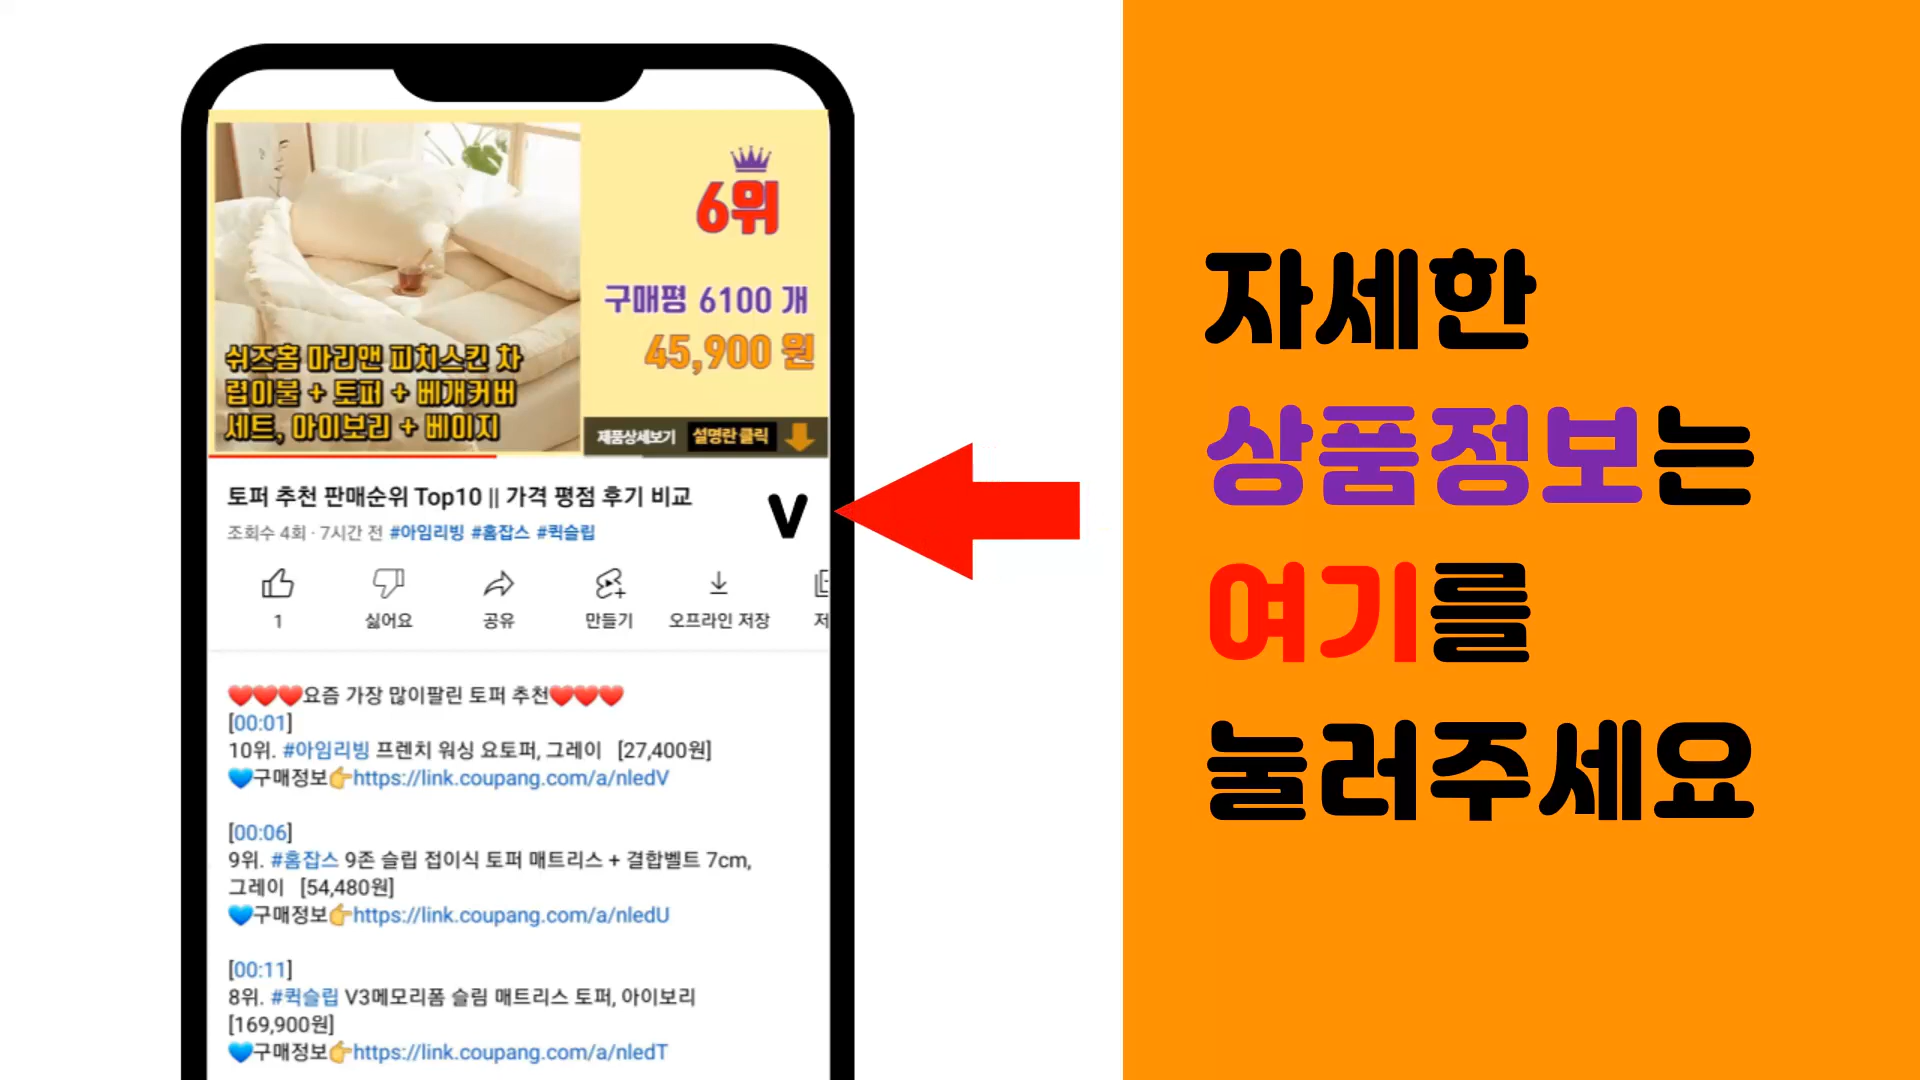 6위
구매평 6100 개
45,900 원
쉬즈홈 마리앤 피치스킨 차
렵이불 + 토퍼 + 베개커버
세트, 아이보리 + 베이지
제품상세보기 설명란 클릭
토퍼 추천 판매순위 Top10 || 가격 평점 후기 비교
V
조회수 4회 · 7시간 전 #아임리빙 #홈잡스 #퀵슬립
1 싫어요 공유 만들기 오프라인 저장 저
❤️❤️❤️요즘 가장 많이팔린 토퍼 추천❤️❤️❤️
[00:01]
10위. #아임리빙 프렌치 워싱 요토퍼, 그레이 [27,400원]
💙구매정보👉https://link.coupang.com/a/nledV
[00:06]
9위. #홈잡스 9존 슬립 접이식 토퍼 매트리스 + 결합벨트 7cm,
그레이 [54,480원]
💙구매정보👉https://link.coupang.com/a/nledU
[00:11]
8위. #퀵슬립 V3메모리폼 슬림 매트리스 토퍼, 아이보리
[169,900원]
💙구매정보👉https://link.coupang.com/a/nledT
자세한
상품정보는
여기를
눌러주세요